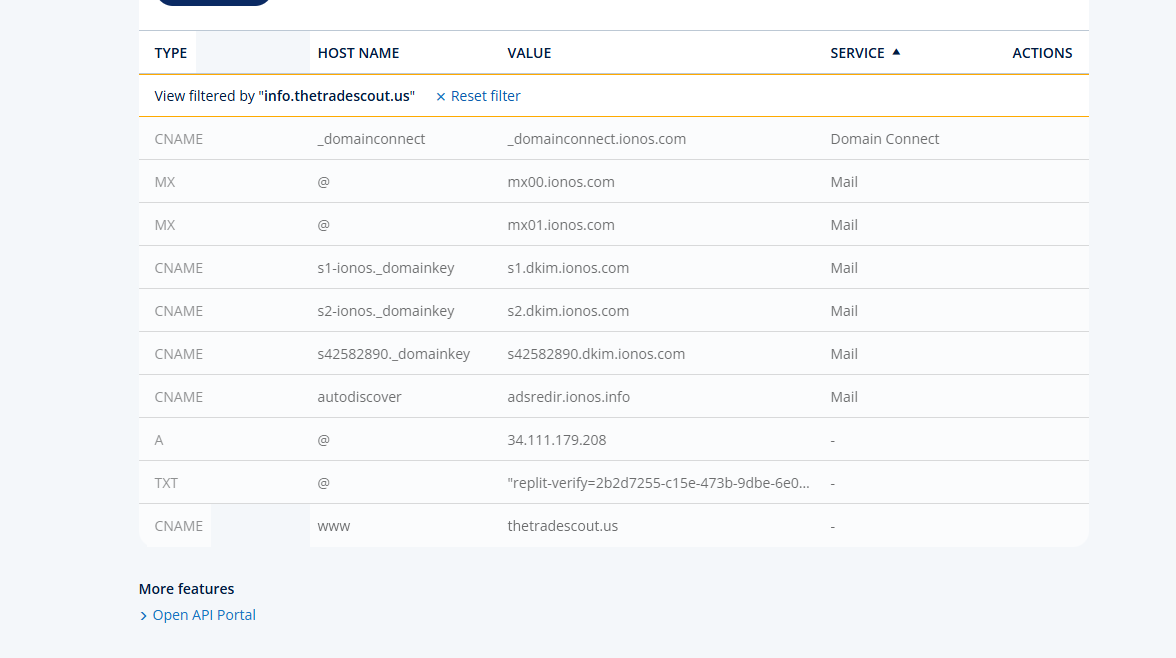 TYPE HOST NAME VALUE SERVICE ▲ ACTIONS
View filtered by "info.thetradescout.us" × Reset filter
CNAME _domainconnect _domainconnect.ionos.com Domain Connect
MX @ mx00.ionos.com Mail
MX @ mx01.ionos.com Mail
CNAME s1-ionos._domainkey s1.dkim.ionos.com Mail
CNAME s2-ionos._domainkey s2.dkim.ionos.com Mail
CNAME s42582890._domainkey s42582890.dkim.ionos.com Mail
CNAME autodiscover adsredir.ionos.info Mail
A @ 34.111.179.208 -
TXT @ "replit-verify=2b2d7255-c15e-473b-9dbe-6e0... -
CNAME www thetradescout.us -
More features
› Open API Portal